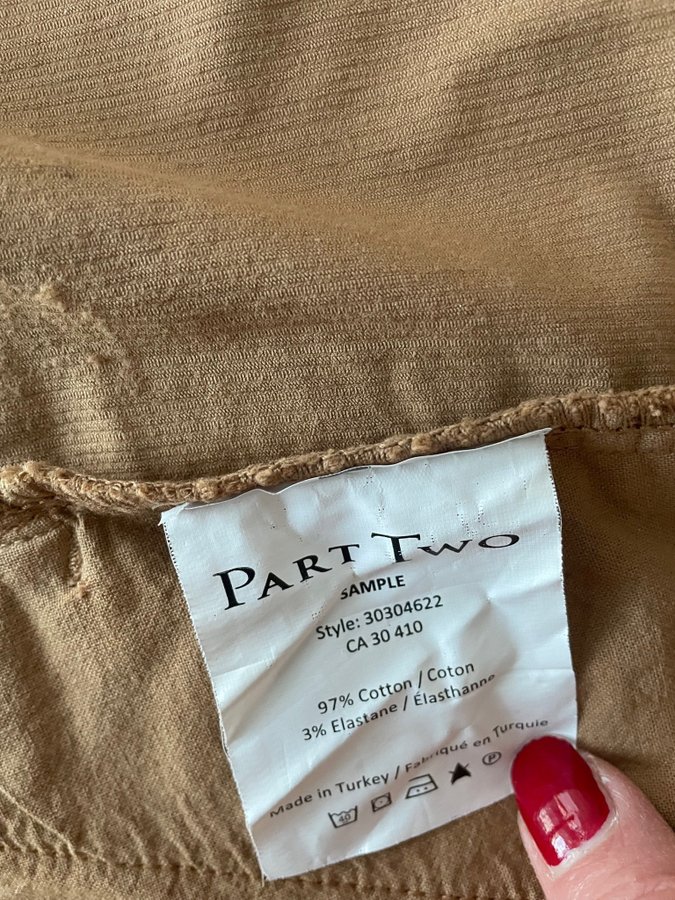 PART TWO
SAMPLE
Style: 30304622
CA 30 410
97% Cotton / Coton
3% Elastane / Élasthanne
Made in Turkey / Fabriqué en Turquie
40 P